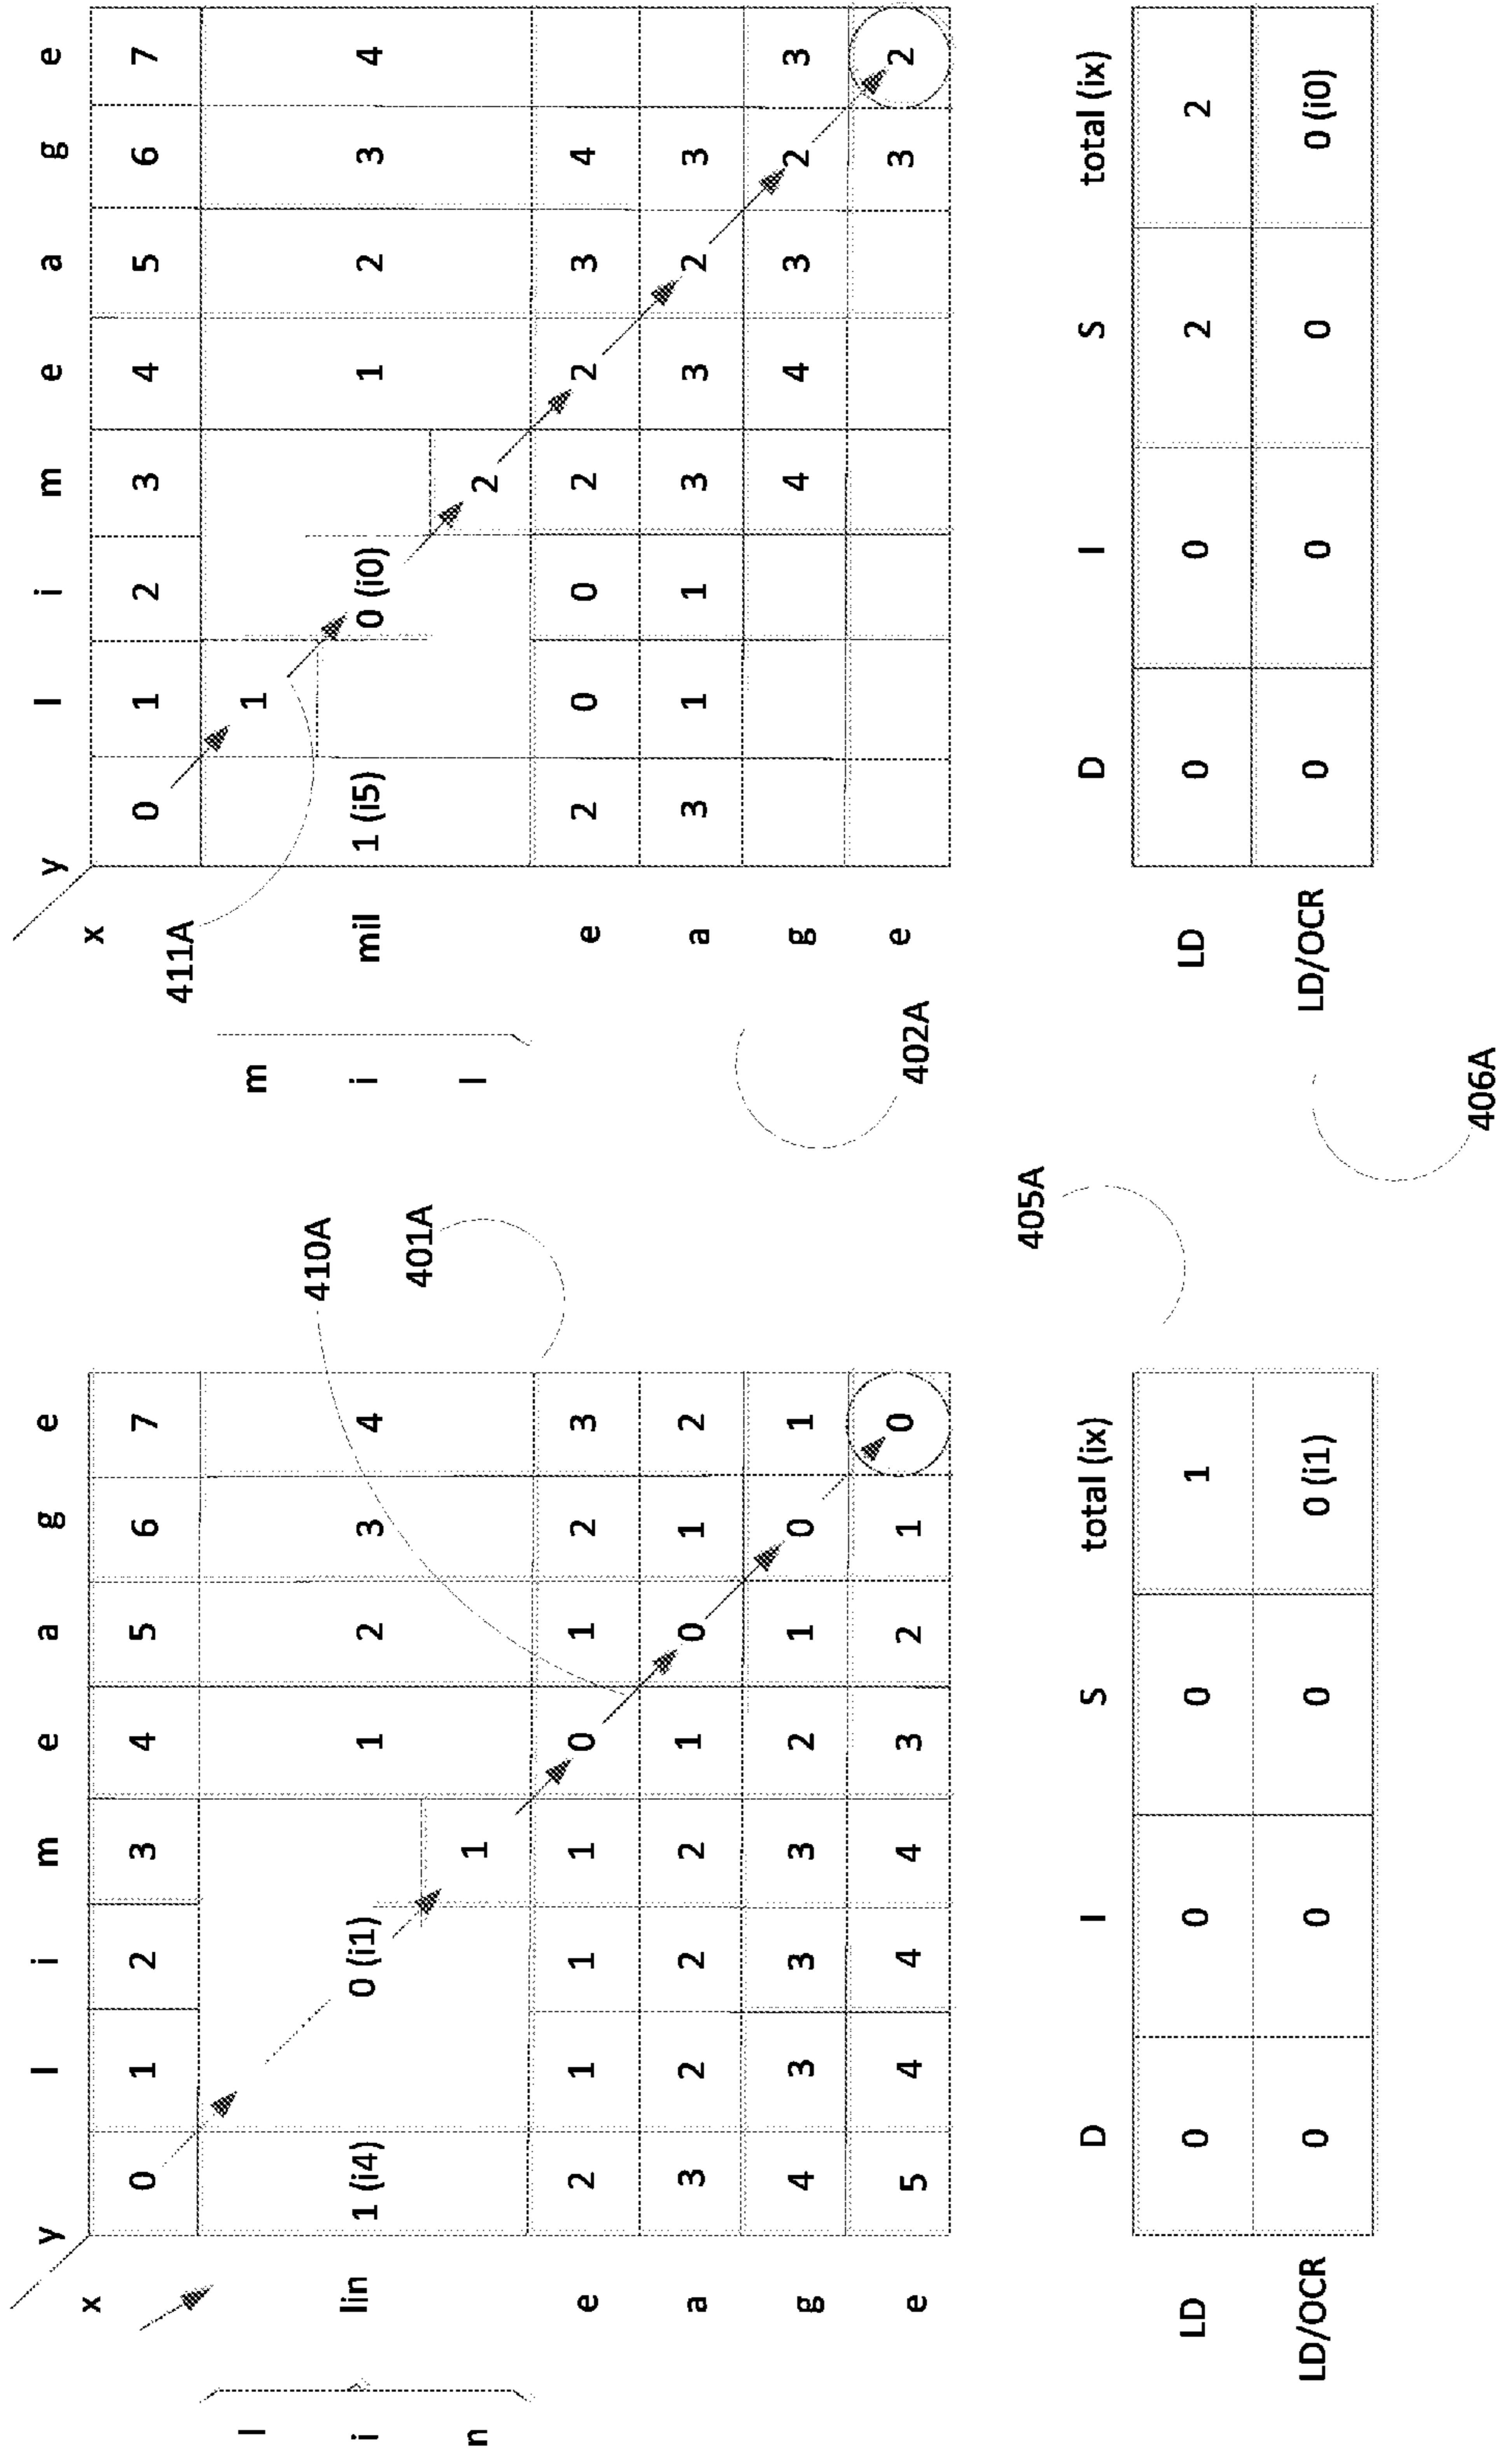 y l i m e a g e
x 0 1 2 3 4 5 6 7
l
i lin 1 (i4) 0 (i1) 1 2 3 4
n 1
e 2 1 1 1 0 1 2 3
a 3 2 2 2 1 0 1 2
g 4 3 3 3 2 1 0 1
e 5 4 4 4 3 2 1 0
410A
401A
D I S total (ix)
LD 0 0 0 1
LD/OCR 0 0 0 0 (i1)
405A
y l i m e a g e
x 0 1 2 3 4 5 6 7
411A
m 1
i mil 1 (i5) 0 (i0) 1 2 3 4
l 2
e 2 0 0 2 2 3 4
a 3 1 1 3 3 2 3
g 4 4 3 2 3
e 3 2
402A
D I S total (ix)
LD 0 0 2 2
LD/OCR 0 0 0 0 (i0)
406A